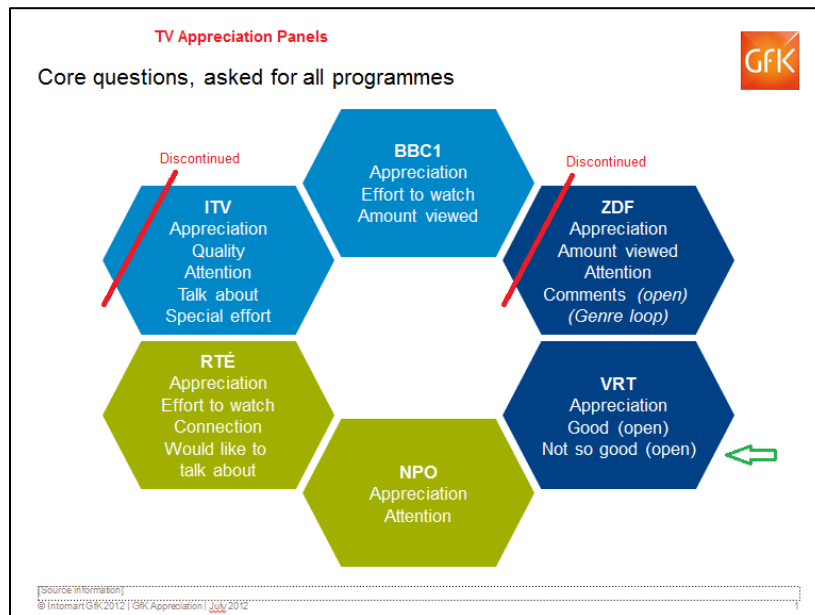 TV Appreciation Panels
GfK
Core questions, asked for all programmes
Discontinued
BBC1
Appreciation
Effort to watch
Amount viewed
Discontinued
ITV
Appreciation
Quality
Attention
Talk about
Special effort
ZDF
Appreciation
Amount viewed
Attention
Comments (open)
(Genre loop)
RTÉ
Appreciation
Effort to watch
Connection
Would like to
talk about
NPO
Appreciation
Attention
VRT
Appreciation
Good (open)
Not so good (open)
[Source information]
© Intomart GfK 2012 | GfK Appreciation | July 2012
1